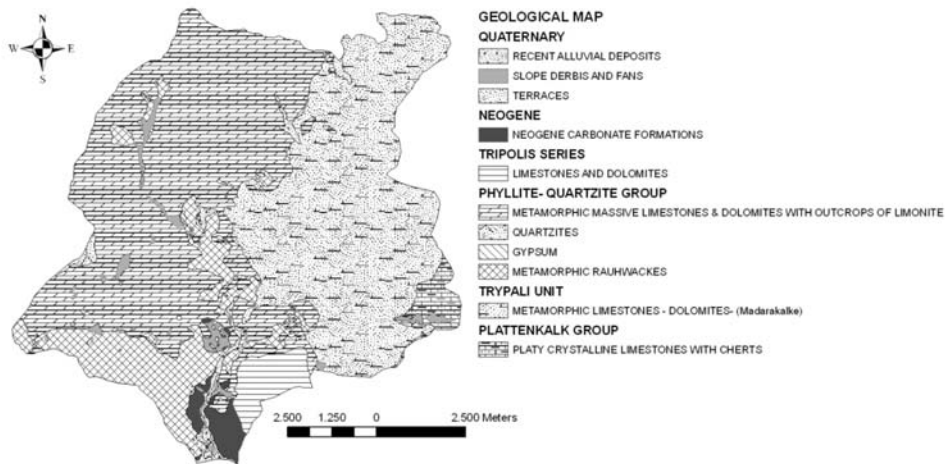 N
W E
S
GEOLOGICAL MAP
QUATERNARY
RECENT ALLUVIAL DEPOSITS
SLOPE DERBIS AND FANS
TERRACES
NEOGENE
NEOGENE CARBONATE FORMATIONS
TRIPOLIS SERIES
LIMESTONES AND DOLOMITES
PHYLLITE- QUARTZITE GROUP
METAMORPHIC MASSIVE LIMESTONES & DOLOMITES WITH OUTCROPS OF LIMONITE
QUARTZITES
GYPSUM
METAMORPHIC RAUHWACKES
TRYPALI UNIT
METAMORPHIC LIMESTONES - DOLOMITES- (Madarakalke)
PLATTENKALK GROUP
PLATY CRYSTALLINE LIMESTONES WITH CHERTS
2.500 1.250 0 2.500 Meters